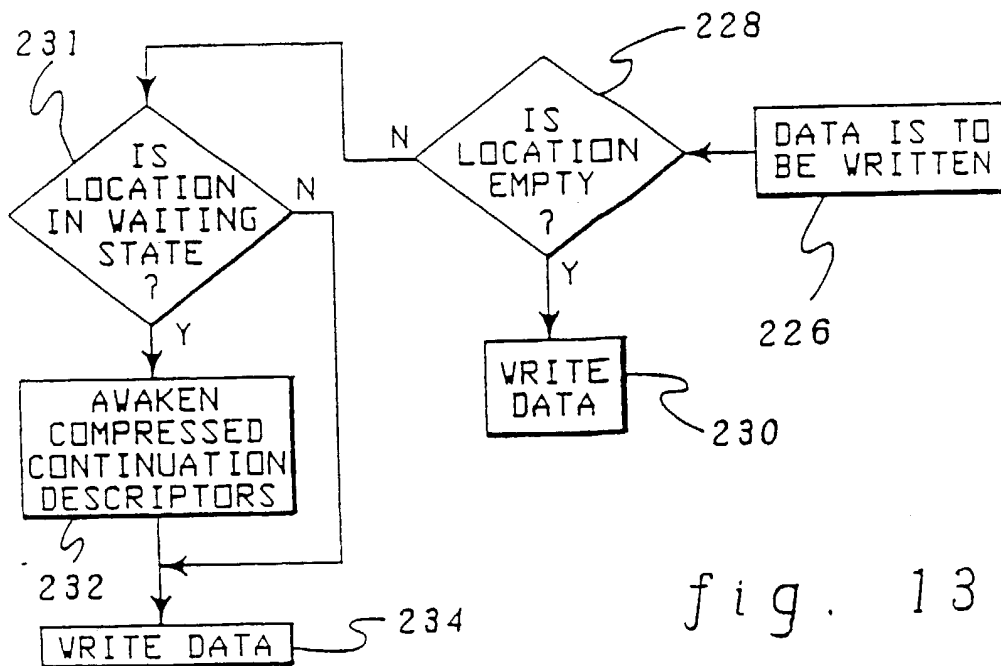 231
IS
LOCATION
IN WAITING
STATE
?
N
Y
AWAKEN
COMPRESSED
CONTINUATION
DESCRIPTORS
232
WRITE DATA
234
228
IS
LOCATION
EMPTY
?
N
Y
WRITE
DATA
230
DATA IS TO
BE WRITTEN
226
fig. 13